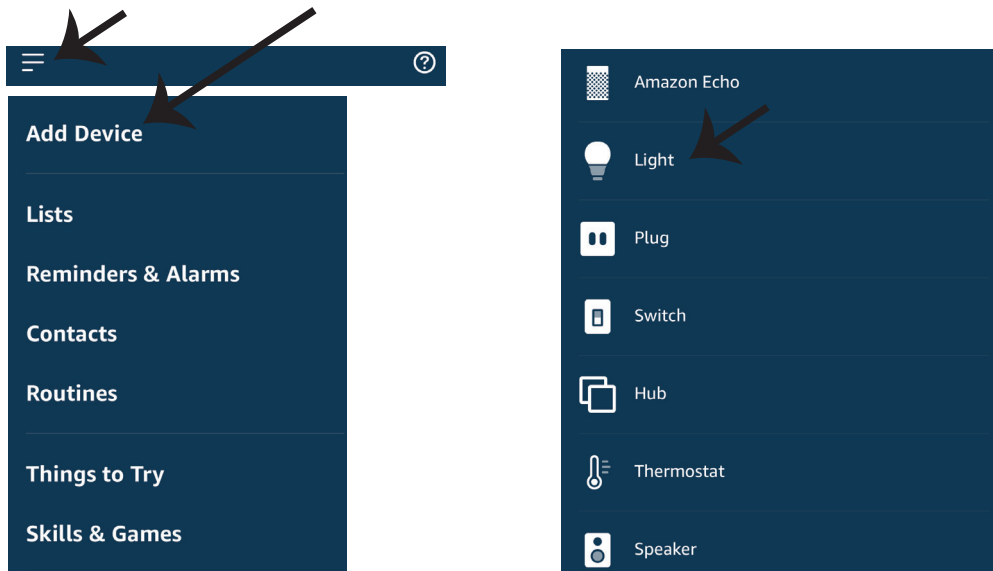 ?
Add Device
Lists
Reminders & Alarms
Contacts
Routines
Things to Try
Skills & Games
Amazon Echo
Light
Plug
Switch
Hub
Thermostat
Speaker